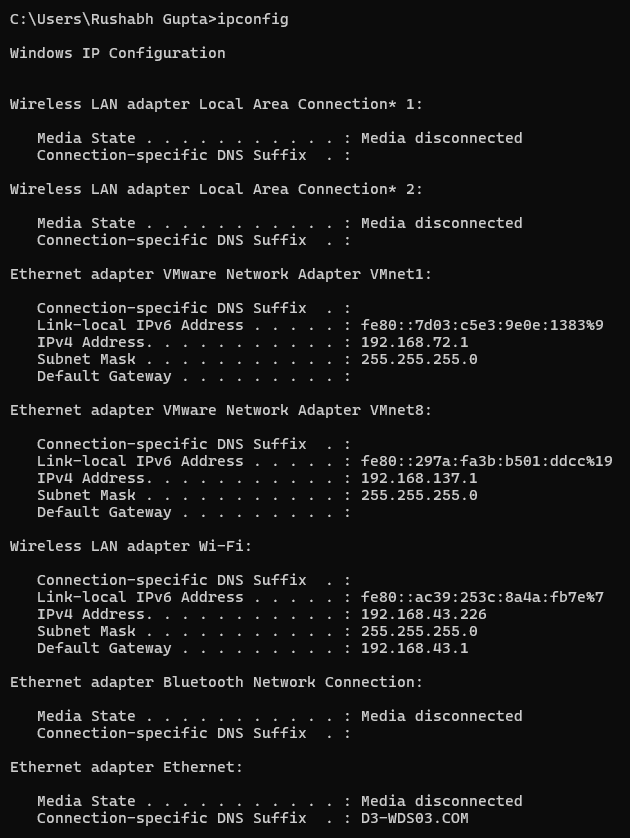 C:\Users\Rushabh Gupta>ipconfig
Windows IP Configuration
Wireless LAN adapter Local Area Connection* 1:
Media State . . . . . . . . . . . : Media disconnected
Connection-specific DNS Suffix  . :
Wireless LAN adapter Local Area Connection* 2:
Media State . . . . . . . . . . . : Media disconnected
Connection-specific DNS Suffix  . :
Ethernet adapter VMware Network Adapter VMnet1:
Connection-specific DNS Suffix  . :
Link-local IPv6 Address . . . . . : fe80::7d03:c5e3:9e0e:1383%9
IPv4 Address. . . . . . . . . . . : 192.168.72.1
Subnet Mask . . . . . . . . . . . : 255.255.255.0
Default Gateway . . . . . . . . . :
Ethernet adapter VMware Network Adapter VMnet8:
Connection-specific DNS Suffix  . :
Link-local IPv6 Address . . . . . : fe80::297a:fa3b:b501:ddcc%19
IPv4 Address. . . . . . . . . . . : 192.168.137.1
Subnet Mask . . . . . . . . . . . : 255.255.255.0
Default Gateway . . . . . . . . . :
Wireless LAN adapter Wi-Fi:
Connection-specific DNS Suffix  . :
Link-local IPv6 Address . . . . . : fe80::ac39:253c:8a4a:fb7e%7
IPv4 Address. . . . . . . . . . . : 192.168.43.226
Subnet Mask . . . . . . . . . . . : 255.255.255.0
Default Gateway . . . . . . . . . : 192.168.43.1
Ethernet adapter Bluetooth Network Connection:
Media State . . . . . . . . . . . : Media disconnected
Connection-specific DNS Suffix  . :
Ethernet adapter Ethernet:
Media State . . . . . . . . . . . : Media disconnected
Connection-specific DNS Suffix  . : D3-WDS03.COM